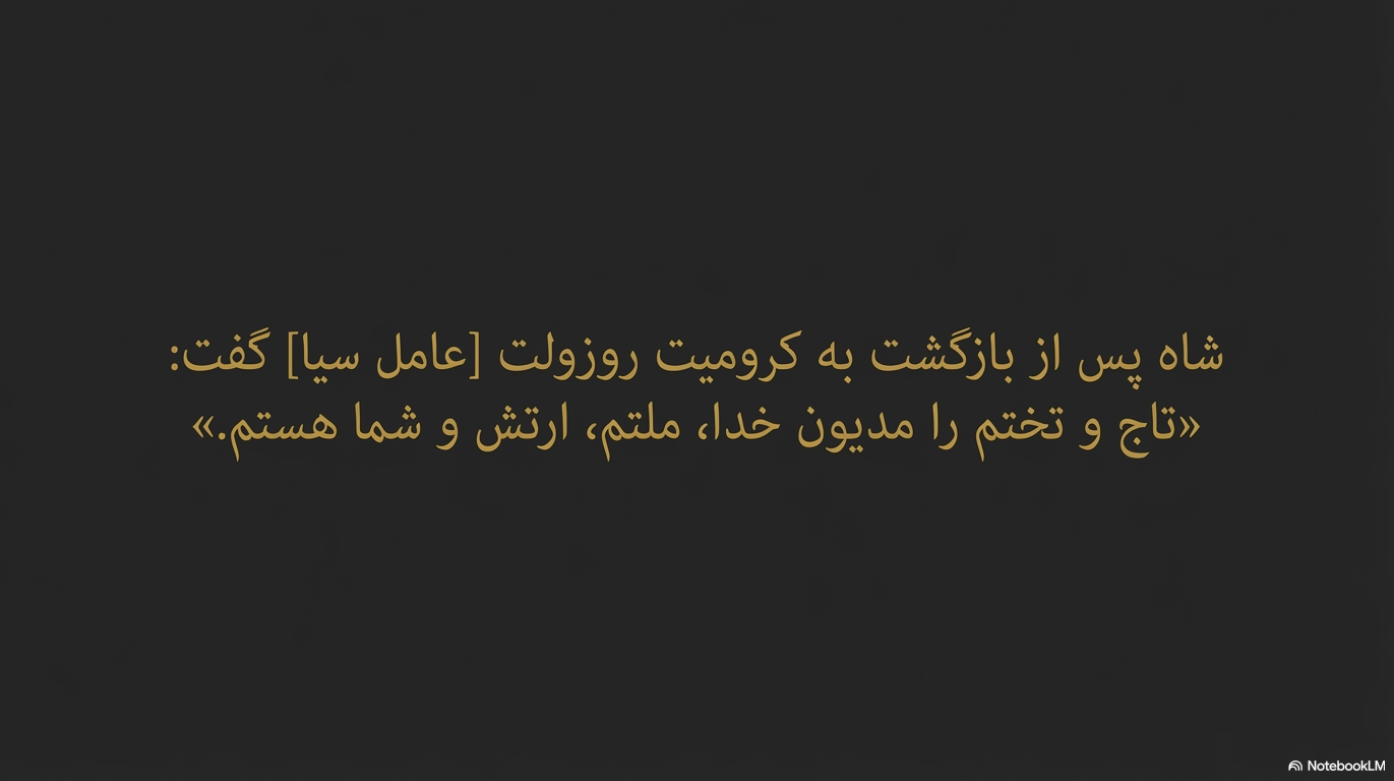 شاه پس از بازگشت به کرومیت روزولت [عامل سیا] گفت:
«تاج و تختم را مدیون خدا، ملتم، ارتش و شما هستم.»
NotebookLM